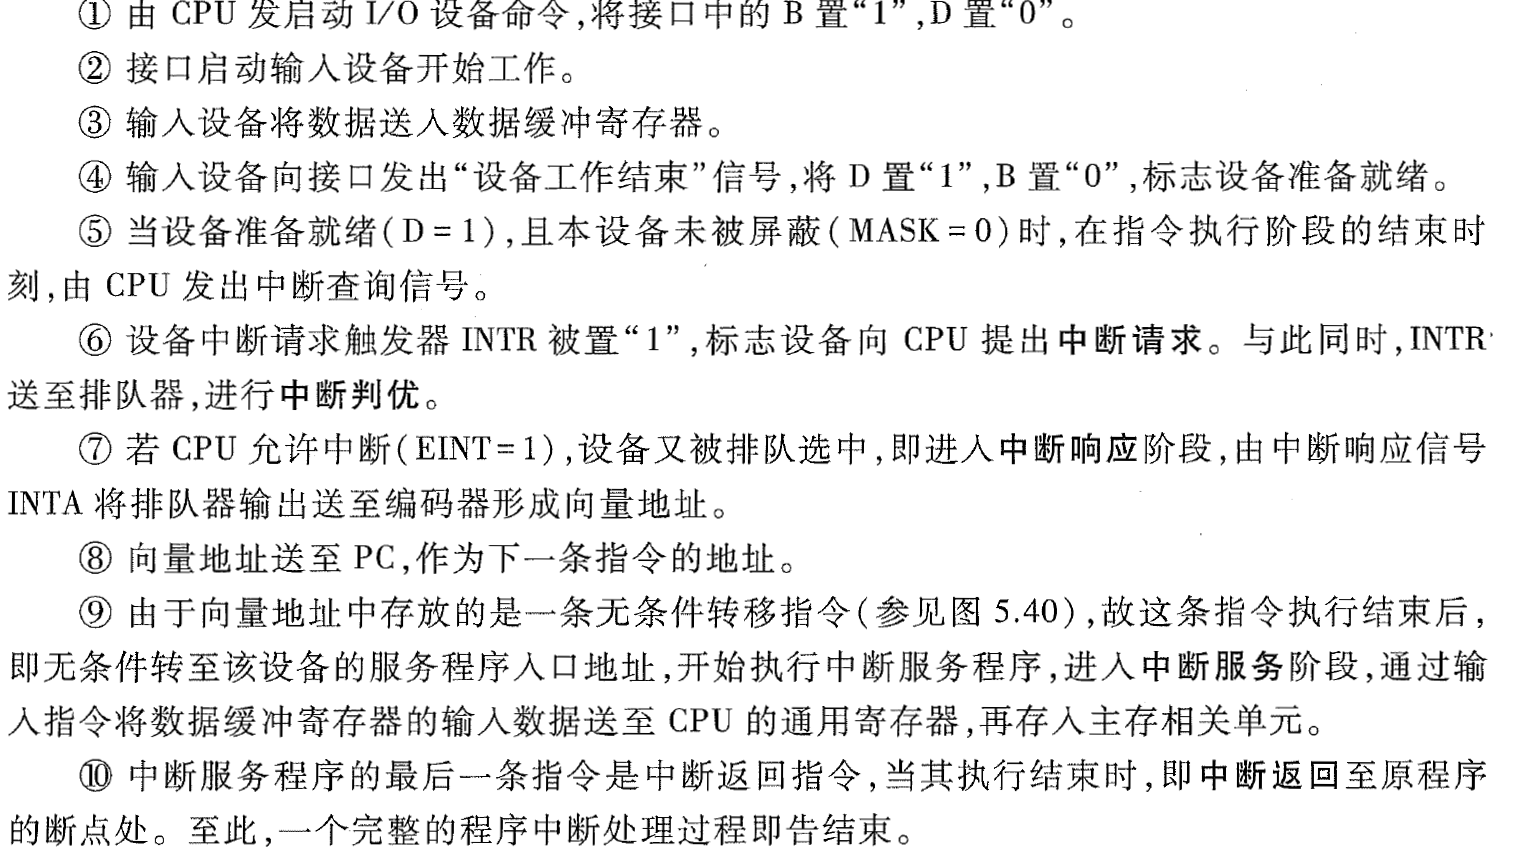 ① 由 CPU 发启动 I/O 设备命令,将接口中的 B 置“1”,D 置“0”。
② 接口启动输入设备开始工作。
③ 输入设备将数据送入数据缓冲寄存器。
④ 输入设备向接口发出“设备工作结束”信号,将 D 置“1”,B 置“0”,标志设备准备就绪。
⑤ 当设备准备就绪(D=1),且本设备未被屏蔽(MASK=0)时,在指令执行阶段的结束时
刻,由 CPU 发出中断查询信号。
⑥ 设备中断请求触发器 INTR 被置“1”,标志设备向 CPU 提出中断请求。与此同时,INTR
送至排队器,进行中断判优。
⑦ 若 CPU 允许中断(EINT=1),设备又被排队选中,即进入中断响应阶段,由中断响应信号
INTA 将排队器输出送至编码器形成向量地址。
⑧ 向量地址送至 PC,作为下一条指令的地址。
⑨ 由于向量地址中存放的是一条无条件转移指令(参见图 5.40),故这条指令执行结束后,
即无条件转至该设备的服务程序入口地址,开始执行中断服务程序,进入中断服务阶段,通过输
入指令将数据缓冲寄存器的输入数据送至 CPU 的通用寄存器,再存入主存相关单元。
⑩ 中断服务程序的最后一条指令是中断返回指令,当其执行结束时,即中断返回至原程序
的断点处。至此,一个完整的程序中断处理过程即告结束。